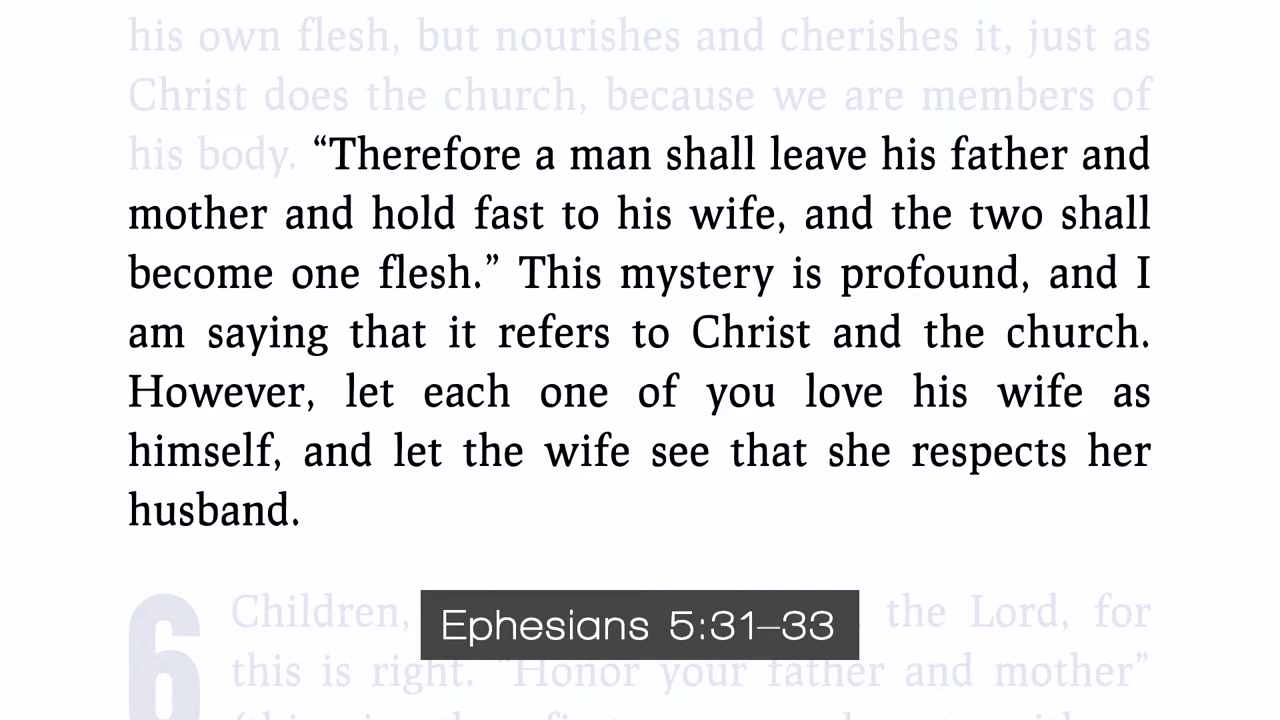 his own flesh, but nourishes and cherishes it, just as
Christ does the church, because we are members of
his body. “Therefore a man shall leave his father and
mother and hold fast to his wife, and the two shall
become one flesh.” This mystery is profound, and I
am saying that it refers to Christ and the church.
However, let each one of you love his wife as
himself, and let the wife see that she respects her
husband.
6
Children, the Lord, for
Ephesians 5:31–33
this is right. “Honor your father and mother”